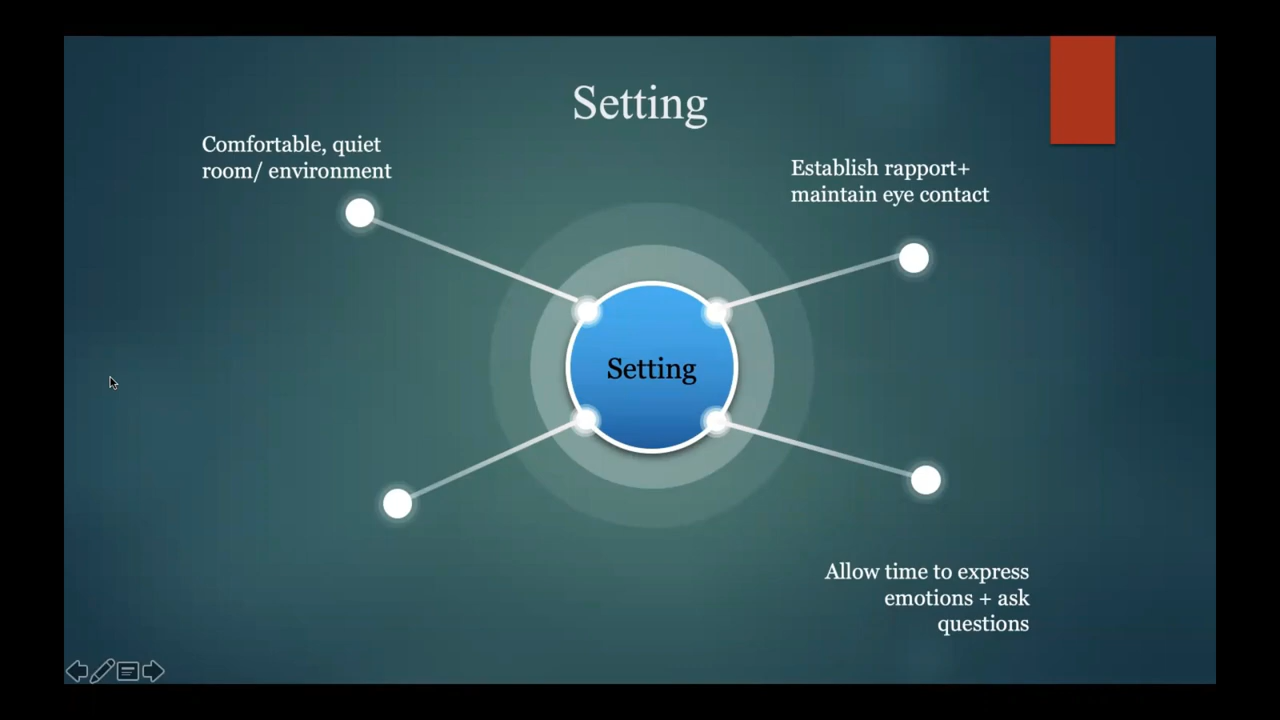 Setting
Comfortable, quiet
room/ environment
Establish rapport+
maintain eye contact
Setting
Allow time to express
emotions + ask
questions